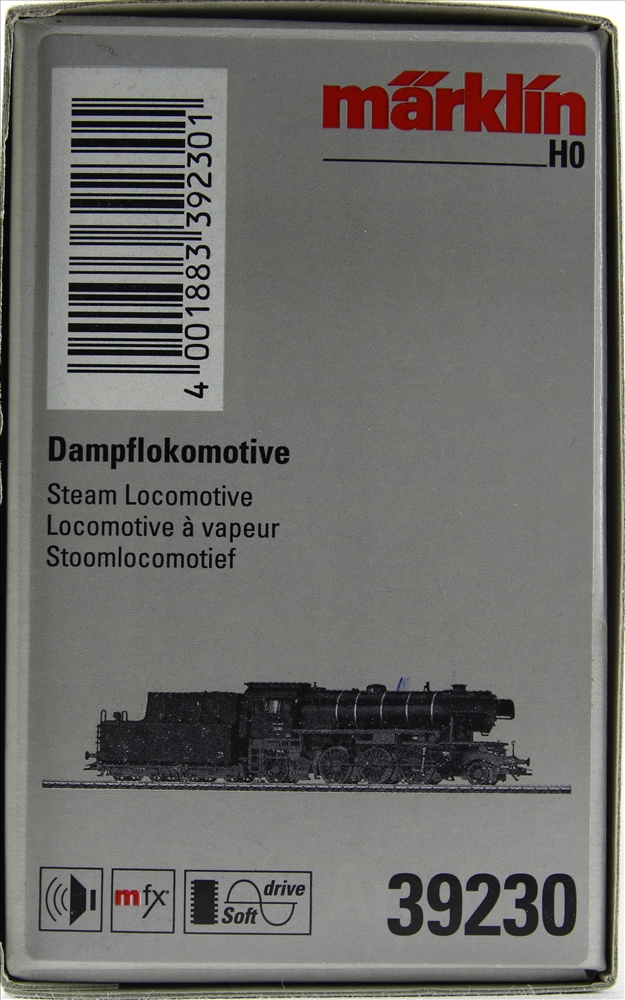 märklin
H0
4 001883 392301
Dampflokomotive
Steam Locomotive
Locomotive à vapeur
Stoomlocomotief
mfx
Soft drive
39230